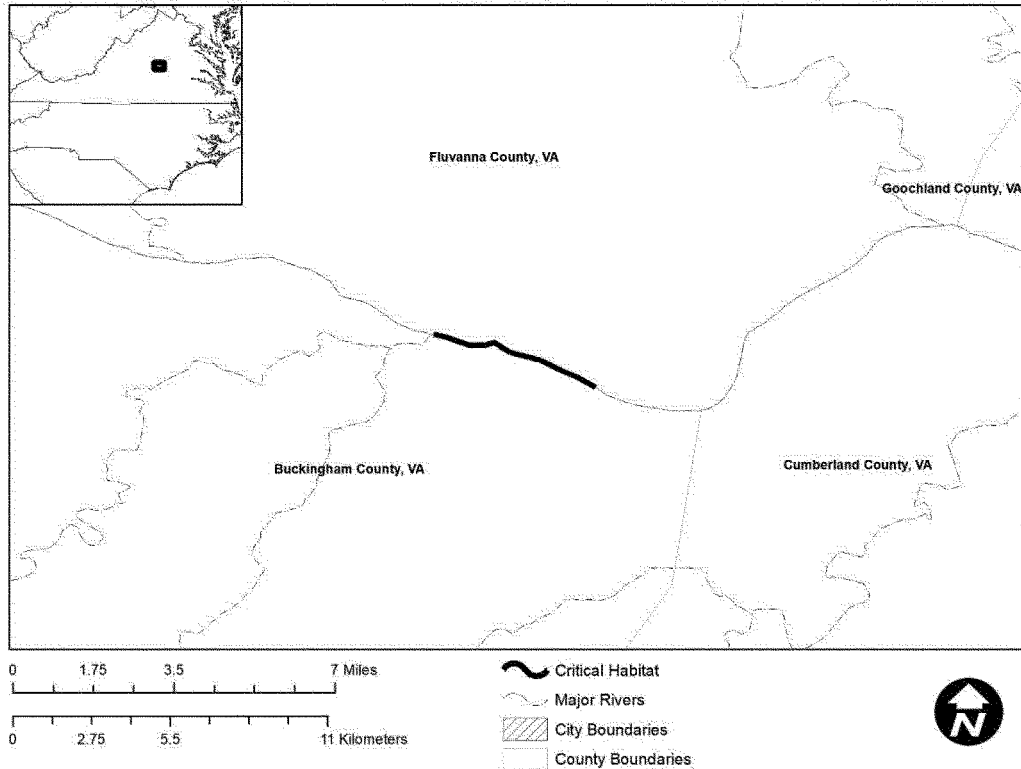 Fluvanna County, VA
Goochland County, VA
Buckingham County, VA
Cumberland County, VA
0 1.75 3.5 7 Miles
0 2.75 5.5 11 Kilometers
Critical Habitat
Major Rivers
City Boundaries
County Boundaries
N